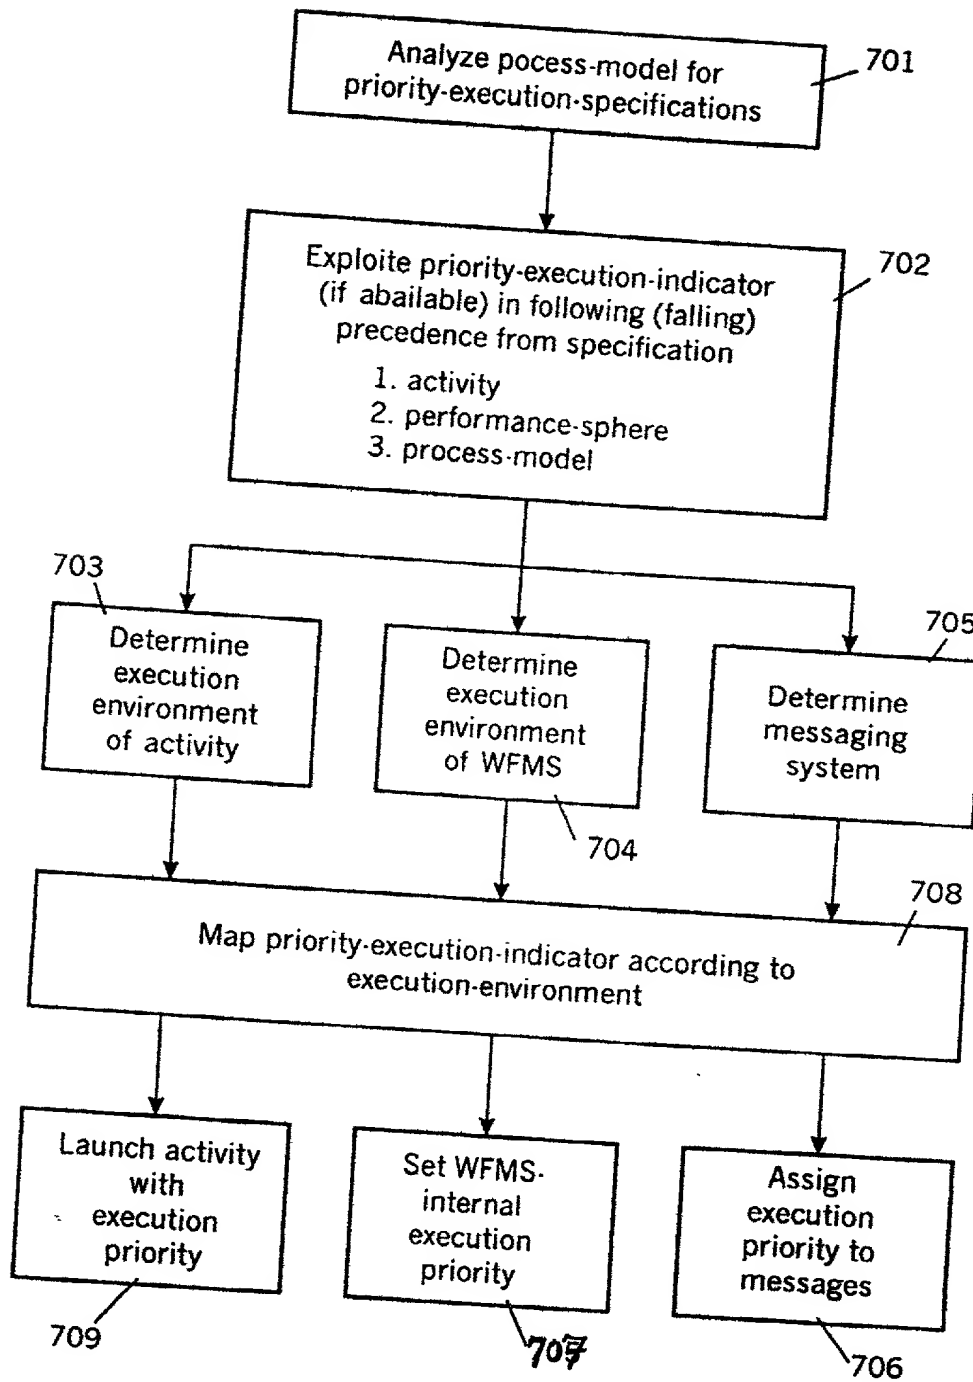 Analyze pocess-model for
priority-execution-specifications
701
Exploite priority-execution-indicator
(if abailable) in following (falling)
precedence from specification
1. activity
2. performance-sphere
3. process-model
702
703
Determine
execution
environment
of activity
Determine
execution
environment
of WFMS
704
705
Determine
messaging
system
708
Map priority-execution-indicator according to
execution-environment
Launch activity
with
execution
priority
709
Set WFMS-
internal
execution
priority
707
Assign
execution
priority to
messages
706